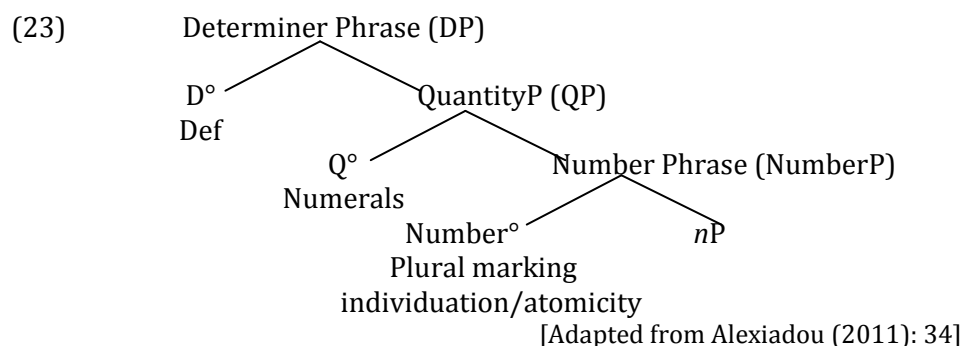 (23) Determiner Phrase (DP)
D° QuantityP (QP)
Def
Q° Number Phrase (NumberP)
Numerals
Number° nP
Plural marking
individuation/atomicity
[Adapted from Alexiadou (2011): 34]